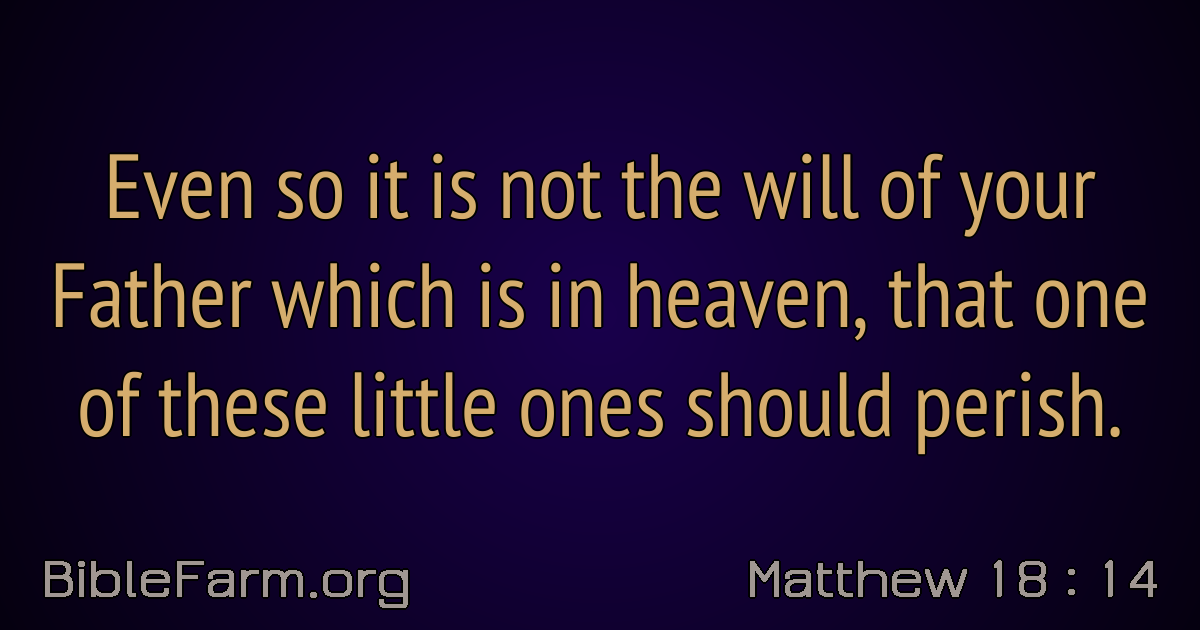 Even so it is not the will of your
Father which is in heaven, that one
of these little ones should perish.
BibleFarm.org
Matthew 18 : 14